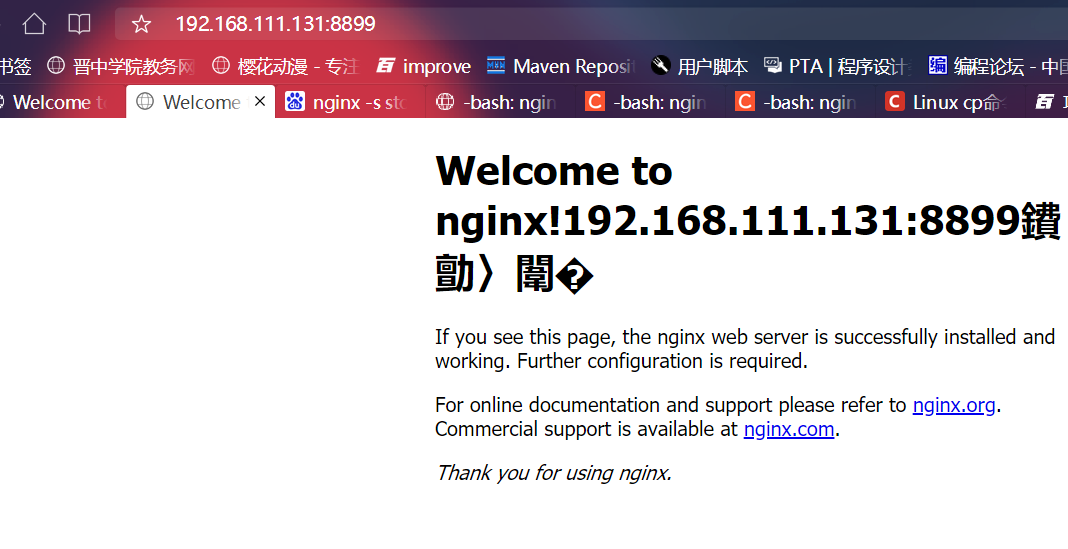 192.168.111.131:8899
书签 晋中学院教务网 樱花动漫 - 专注 improve Maven Reposi 用户脚本 PTA | 程序设计 编程论坛 - 中国
Welcome to Welcome nginx -s sto -bash: ngin -bash: ngin -bash: ngin Linux cp命
Welcome to
nginx!192.168.111.131:8899鐨
勯〉闈�
If you see this page, the nginx web server is successfully installed and
working. Further configuration is required.
For online documentation and support please refer to nginx.org.
Commercial support is available at nginx.com.
Thank you for using nginx.